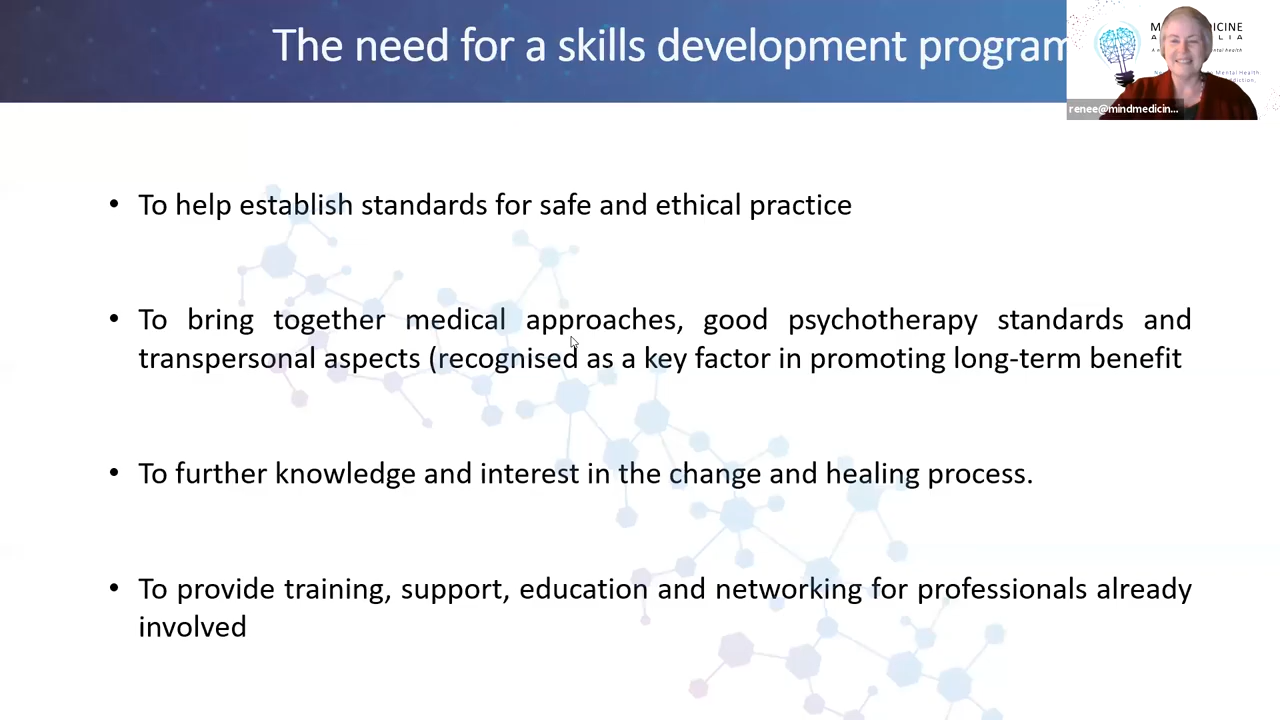 The need for a skills development program
renee@mindmedicin...
• To help establish standards for safe and ethical practice
• To bring together medical approaches, good psychotherapy standards and
transpersonal aspects (recognised as a key factor in promoting long-term benefit
• To further knowledge and interest in the change and healing process.
• To provide training, support, education and networking for professionals already
involved